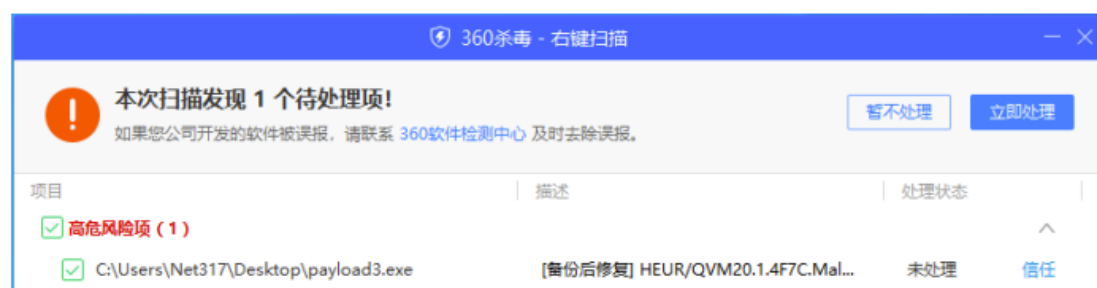 360杀毒 - 右键扫描
本次扫描发现 1 个待处理项!
如果您公司开发的软件被误报，请联系 360软件检测中心 及时去除误报。
暂不处理 立即处理
项目 描述 处理状态
高危风险项（1）
C:\Users\Net317\Desktop\payload3.exe [备份后修复] HEUR/QVM20.1.4F7C.Mal... 未处理 信任